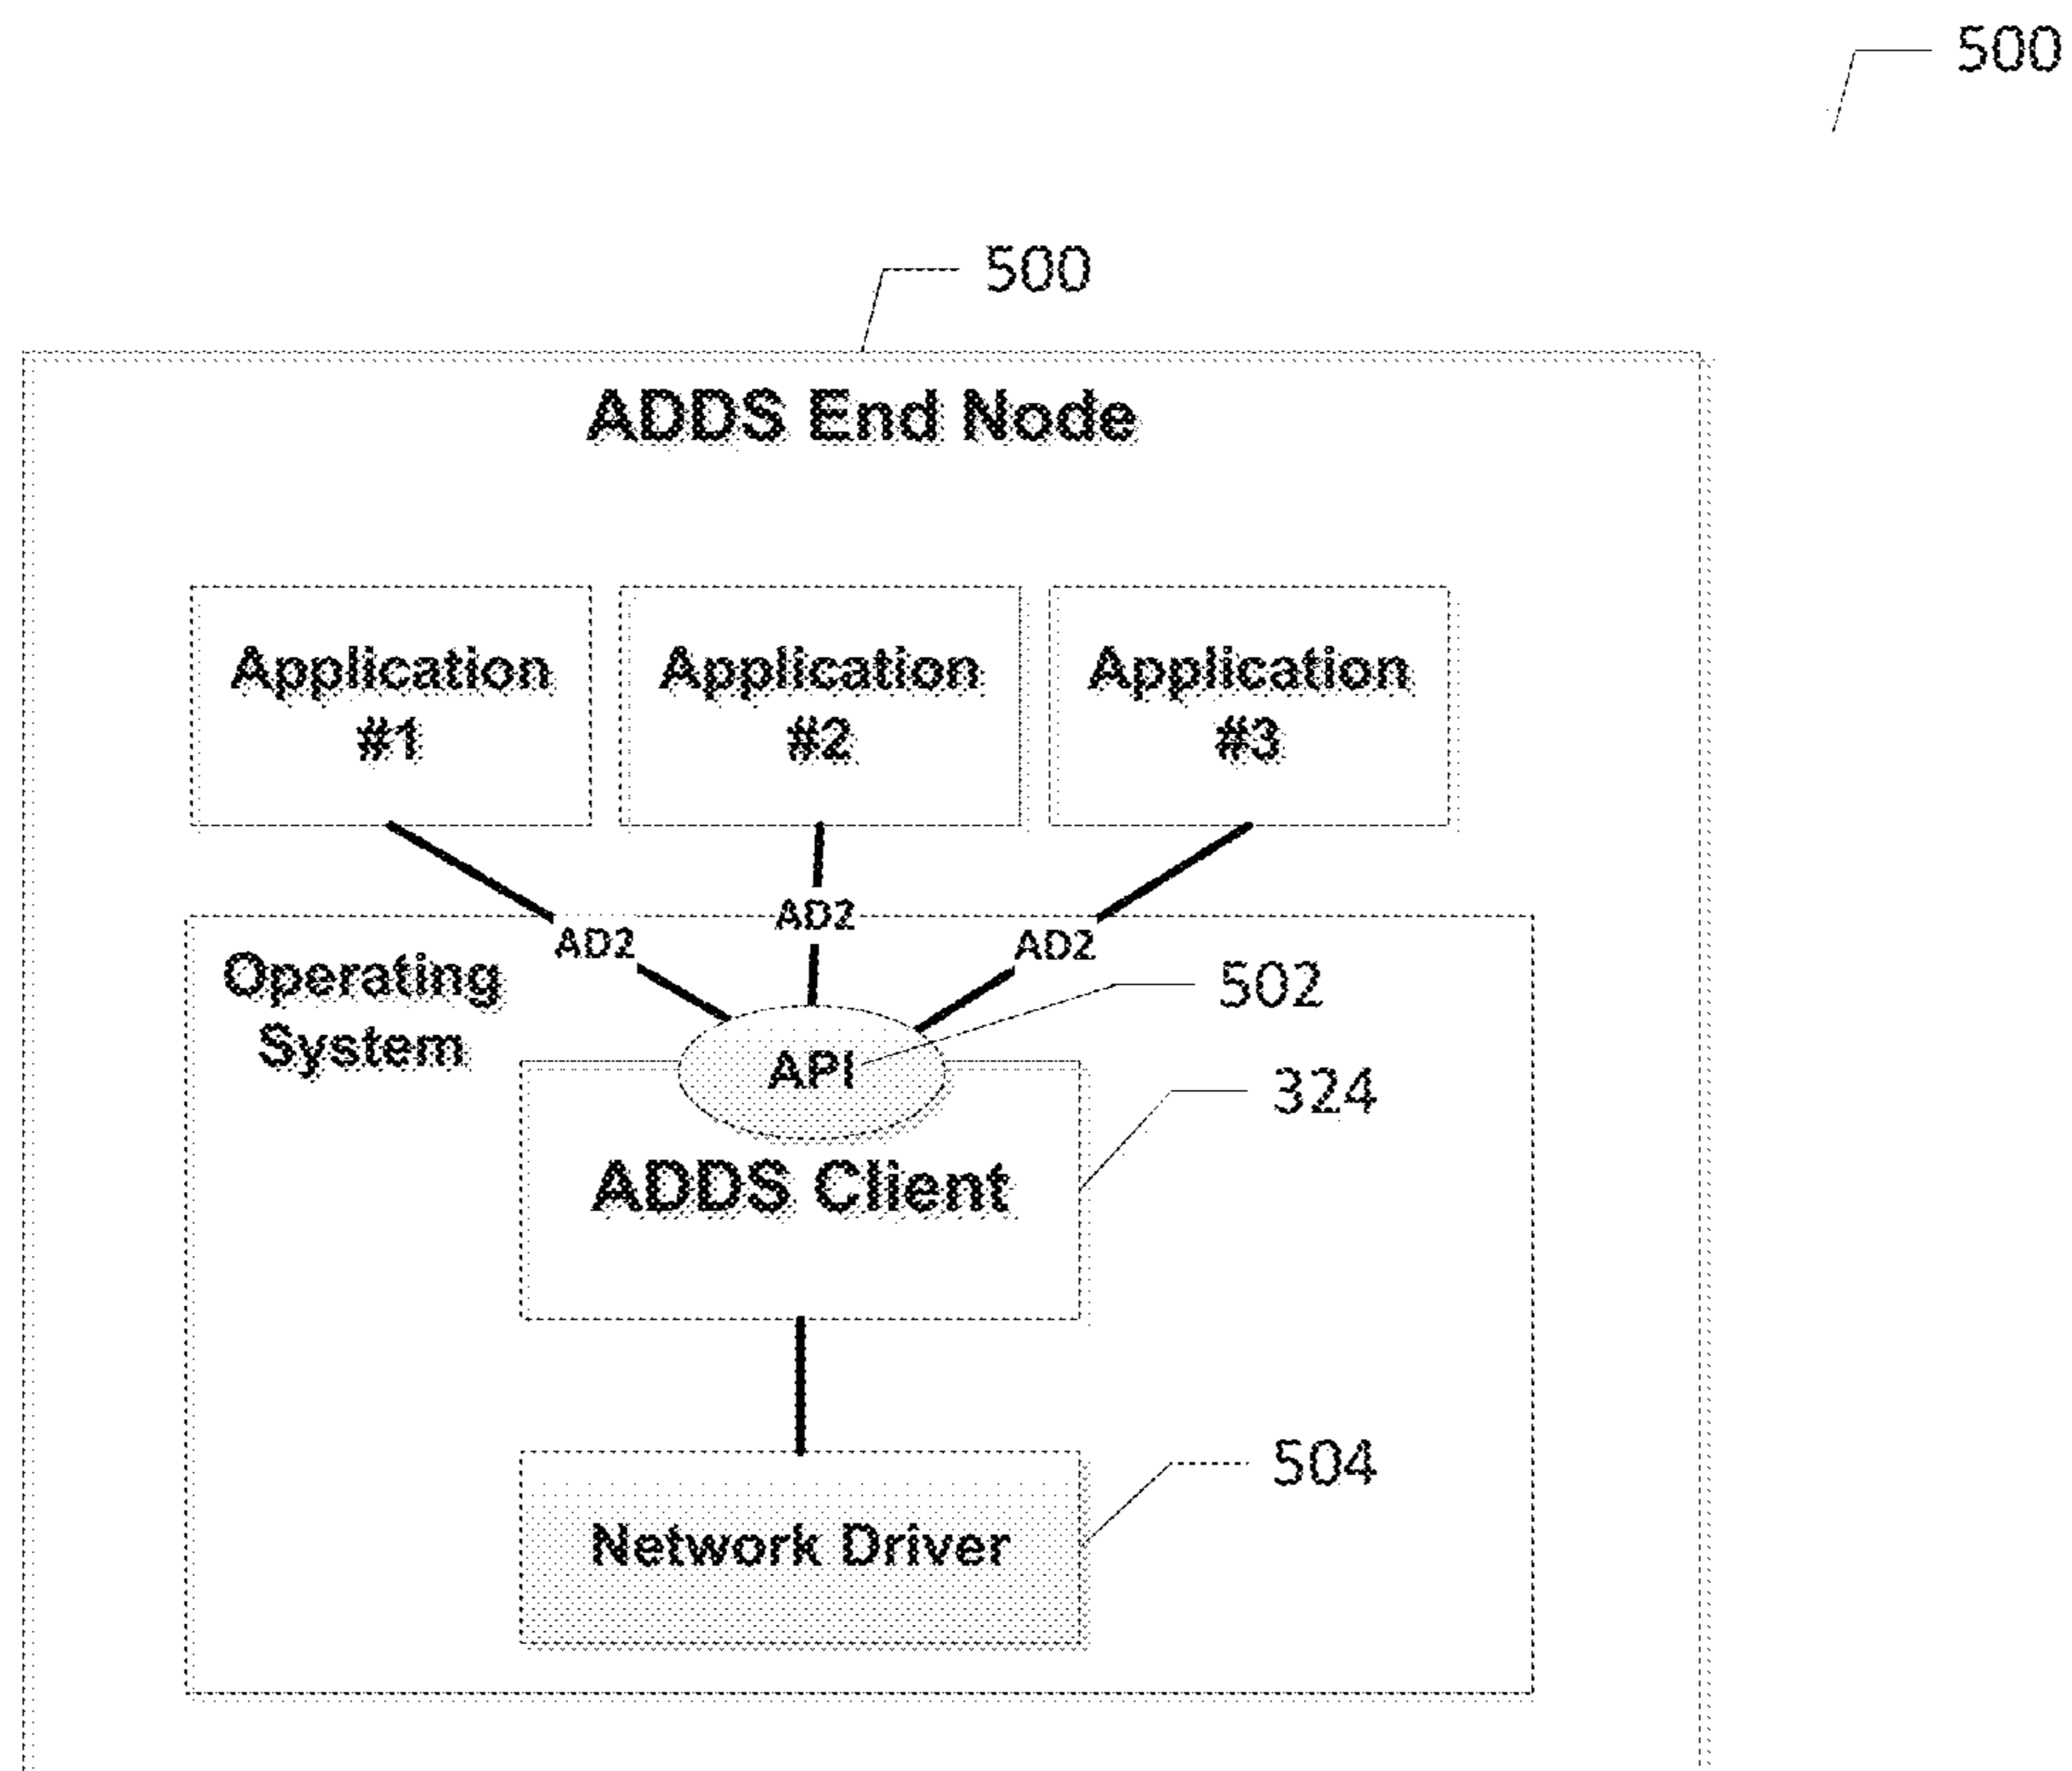 500
500
ADDS End Node
Application #1
Application #2
Application #3
AD2
AD2
AD2
Operating
System
502
API
324
ADDS Client
504
Network Driver